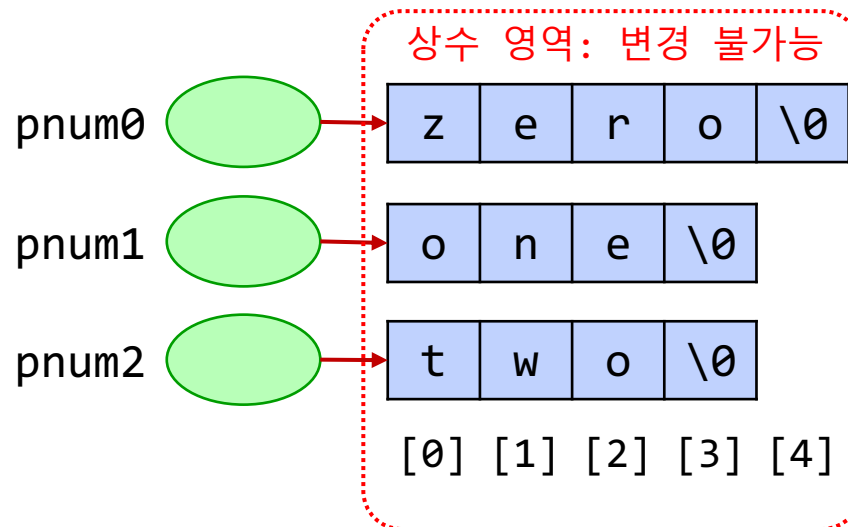 상수 영역: 변경 불가능
pnum0 z e r o \0
pnum1 o n e \0
pnum2 t w o \0
[0] [1] [2] [3] [4]